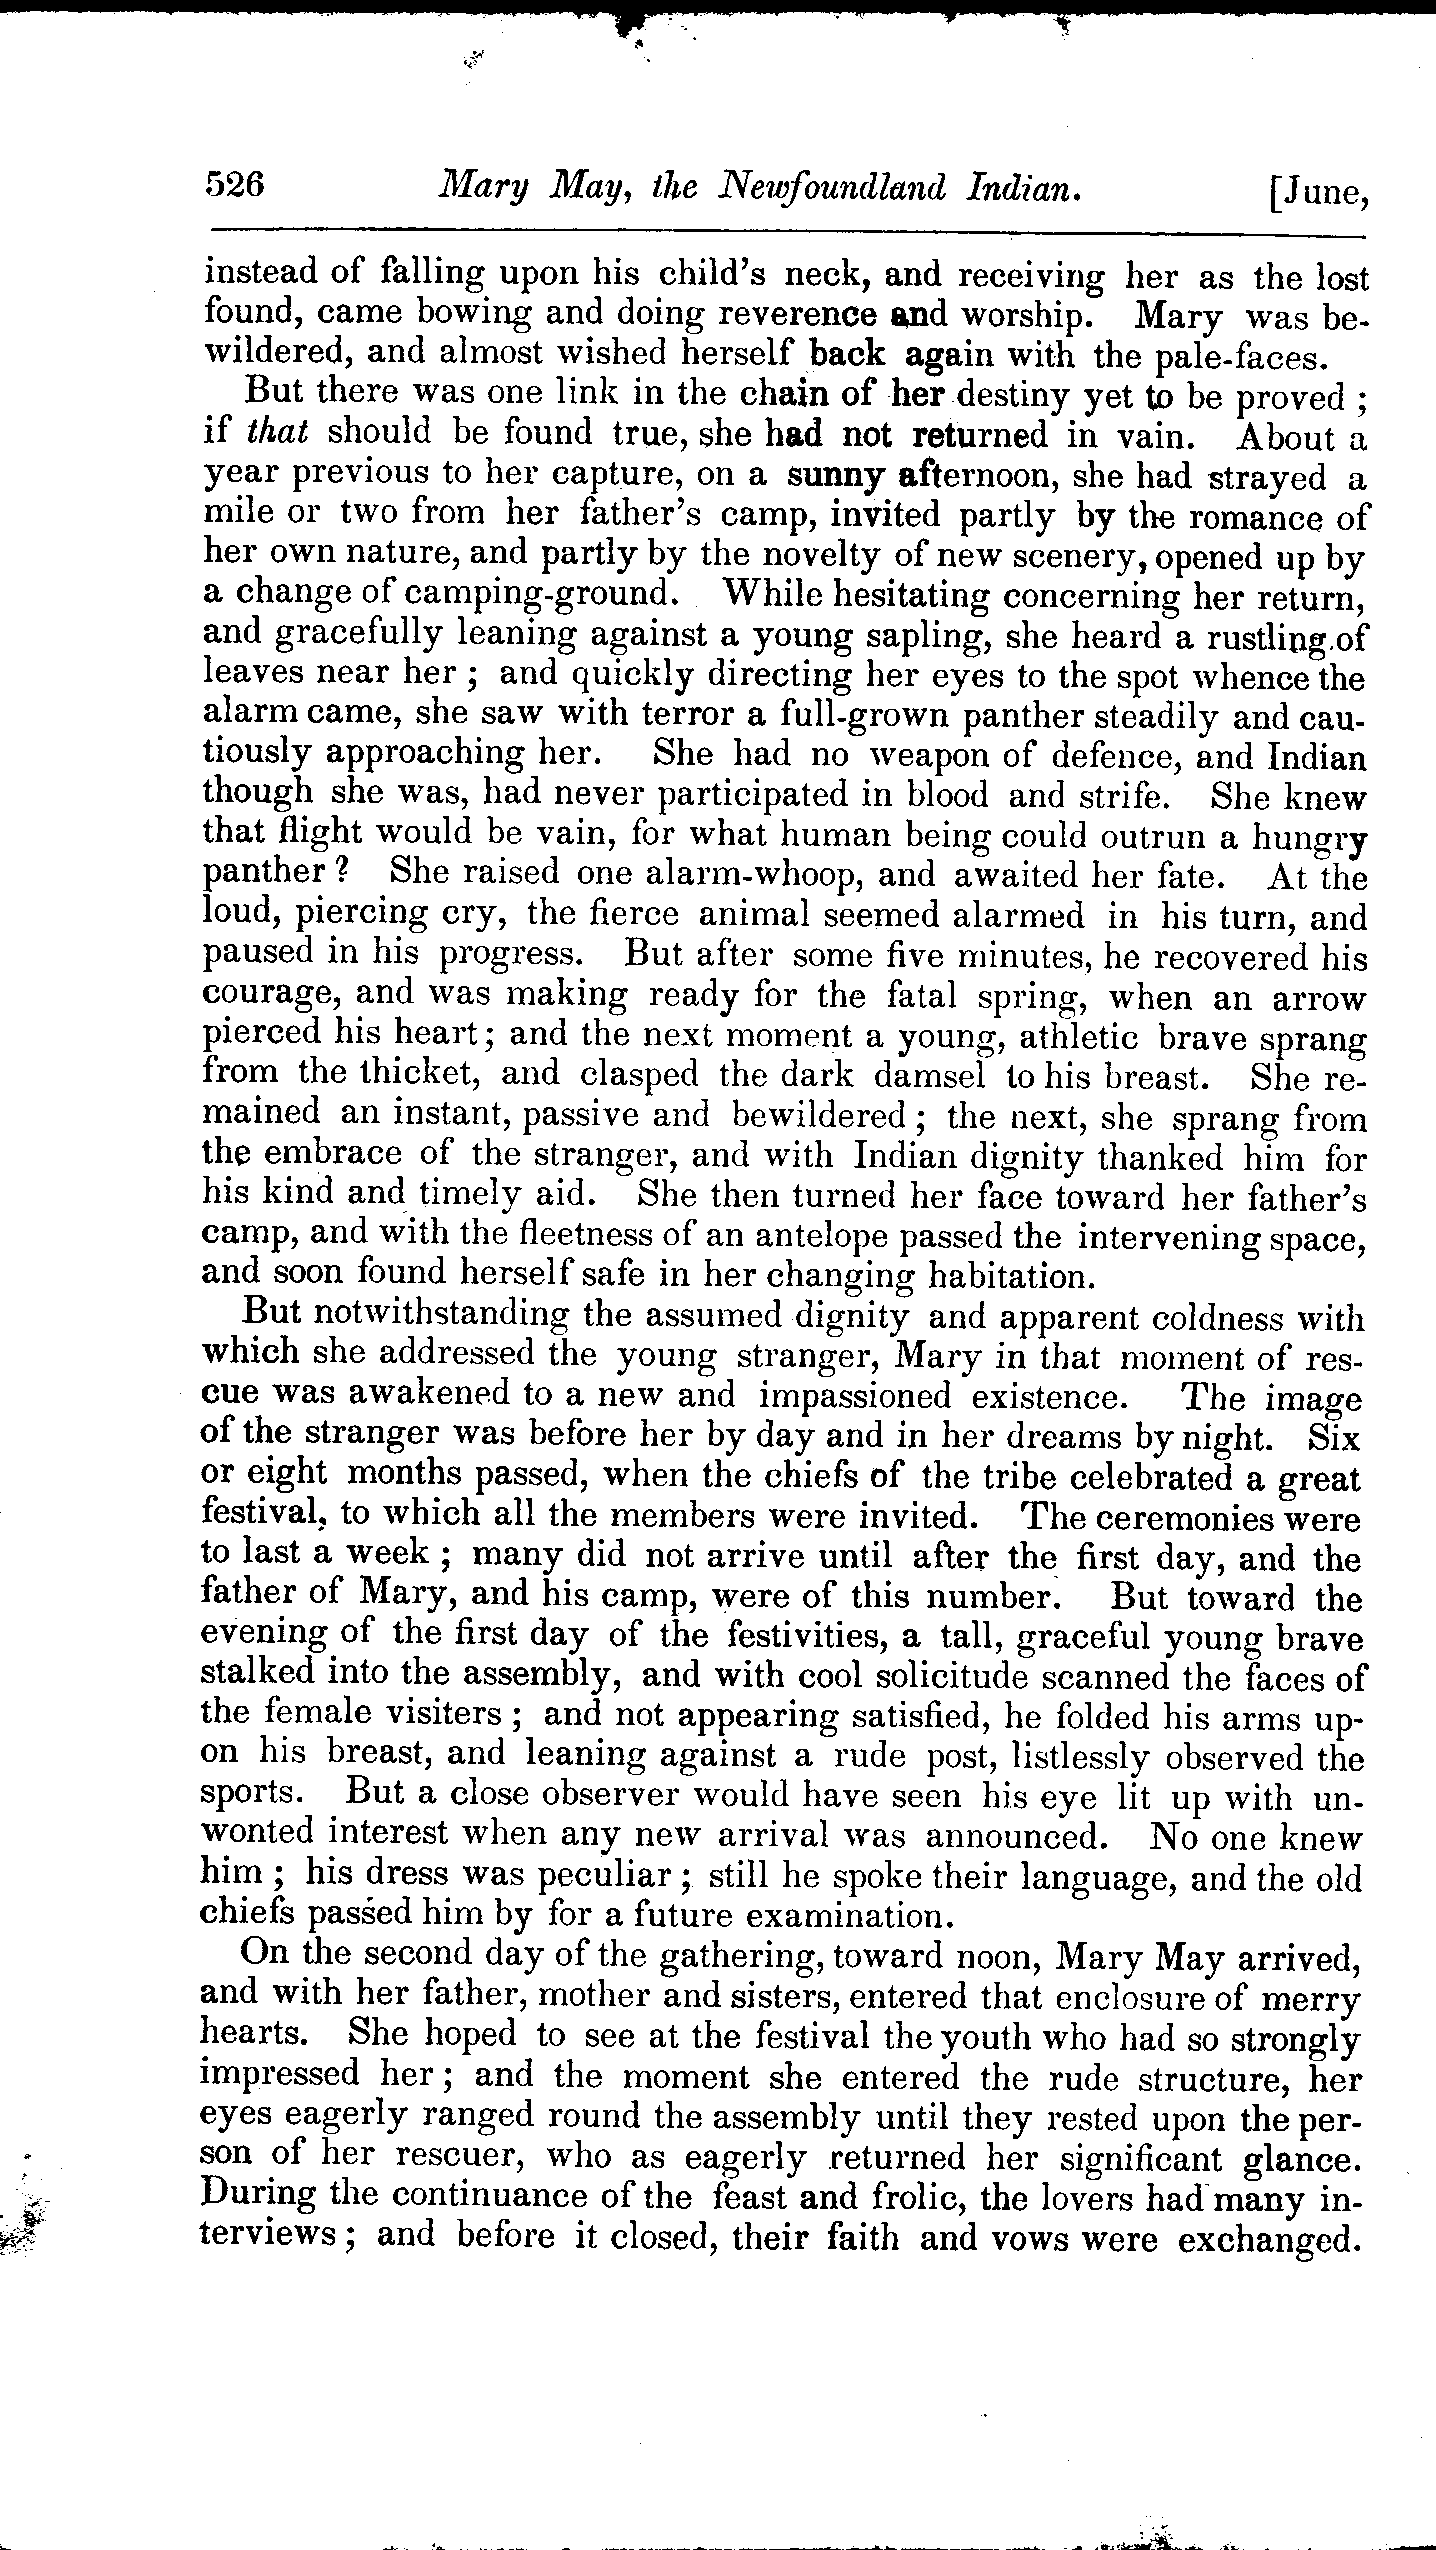 526 Mary May, the Newfoundland Indian. [June,
instead of falling upon his child's neck, and receiving her as the lost
found, came bowing and doing reverence and worship. Mary was be-
wildered, and almost wished herself back again with the pale-faces.
But there was one link in the chain of her destiny yet to be proved ;
if that should be found true, she had not returned in vain. About a
year previous to her capture, on a sunny afternoon, she had strayed a
mile or two from her father's camp, invited partly by the romance of
her own nature, and partly by the novelty of new scenery, opened up by
a change of camping-ground. While hesitating concerning her return,
and gracefully leaning against a young sapling, she heard a rustling of
leaves near her ; and quickly directing her eyes to the spot whence the
alarm came, she saw with terror a full-grown panther steadily and cau-
tiously approaching her. She had no weapon of defence, and Indian
though she was, had never participated in blood and strife. She knew
that flight would be vain, for what human being could outrun a hungry
panther ? She raised one alarm-whoop, and awaited her fate. At the
loud, piercing cry, the fierce animal seemed alarmed in his turn, and
paused in his progress. But after some five minutes, he recovered his
courage, and was making ready for the fatal spring, when an arrow
pierced his heart ; and the next moment a young, athletic brave sprang
from the thicket, and clasped the dark damsel to his breast. She re-
mained an instant, passive and bewildered ; the next, she sprang from
the embrace of the stranger, and with Indian dignity thanked him for
his kind and timely aid. She then turned her face toward her father's
camp, and with the fleetness of an antelope passed the intervening space,
and soon found herself safe in her changing habitation.
But notwithstanding the assumed dignity and apparent coldness with
which she addressed the young stranger, Mary in that moment of res-
cue was awakened to a new and impassioned existence. The image
of the stranger was before her by day and in her dreams by night. Six
or eight months passed, when the chiefs of the tribe celebrated a great
festival, to which all the members were invited. The ceremonies were
to last a week ; many did not arrive until after the first day, and the
father of Mary, and his camp, were of this number. But toward the
evening of the first day of the festivities, a tall, graceful young brave
stalked into the assembly, and with cool solicitude scanned the faces of
the female visiters ; and not appearing satisfied, he folded his arms up-
on his breast, and leaning against a rude post, listlessly observed the
sports. But a close observer would have seen his eye lit up with un-
wonted interest when any new arrival was announced. No one knew
him ; his dress was peculiar ; still he spoke their language, and the old
chiefs passed him by for a future examination.
On the second day of the gathering, toward noon, Mary May arrived,
and with her father, mother and sisters, entered that enclosure of merry
hearts. She hoped to see at the festival the youth who had so strongly
impressed her ; and the moment she entered the rude structure, her
eyes eagerly ranged round the assembly until they rested upon the per-
son of her rescuer, who as eagerly returned her significant glance.
During the continuance of the feast and frolic, the lovers had many in-
terviews ; and before it closed, their faith and vows were exchanged.